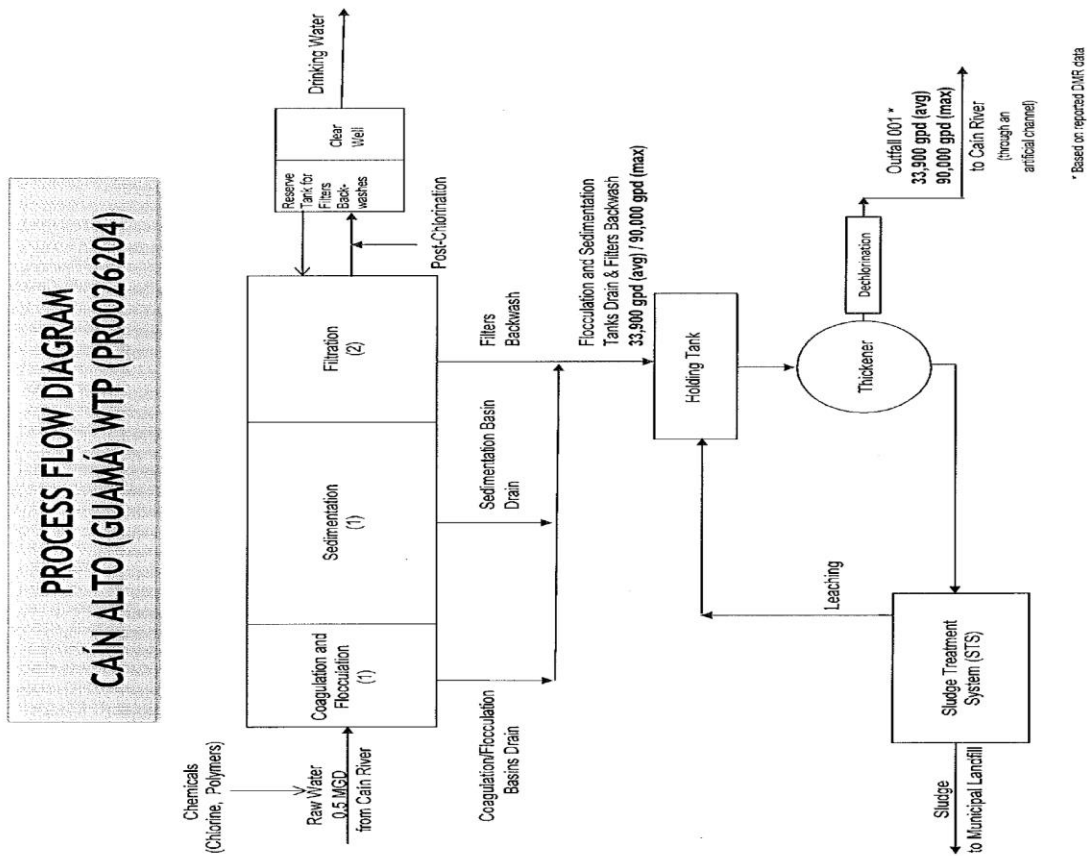 PROCESS FLOW DIAGRAM
CAÍN ALTO (GUAMÁ) WTP (PR0026204)
Chemicals
(Chlorine, Polymers)
Raw Water
0.5 MGD
from Cain River
Coagulation and
Flocculation
(1)
Sedimentation
(1)
Filtration
(2)
Reserve
Tank for
Filters
Back-
washes
Clear
Well
Drinking Water
Post-Chlorination
Coagulation/Flocculation
Basins Drain
Sedimentation Basin
Drain
Filters
Backwash
Flocculation and Sedimentation
Tanks Drain & Filters Backwash
33,900 gpd (avg) / 90,000 gpd (max)
Holding Tank
Thickener
Dechlorination
Outfall 001 *
33,900 gpd (avg)
90,000 gpd (max)
to Cain River
(through an
artificial channel)
Leaching
Sludge Treatment
System (STS)
Sludge
to Municipal Landfill
* Based on reported DMR data